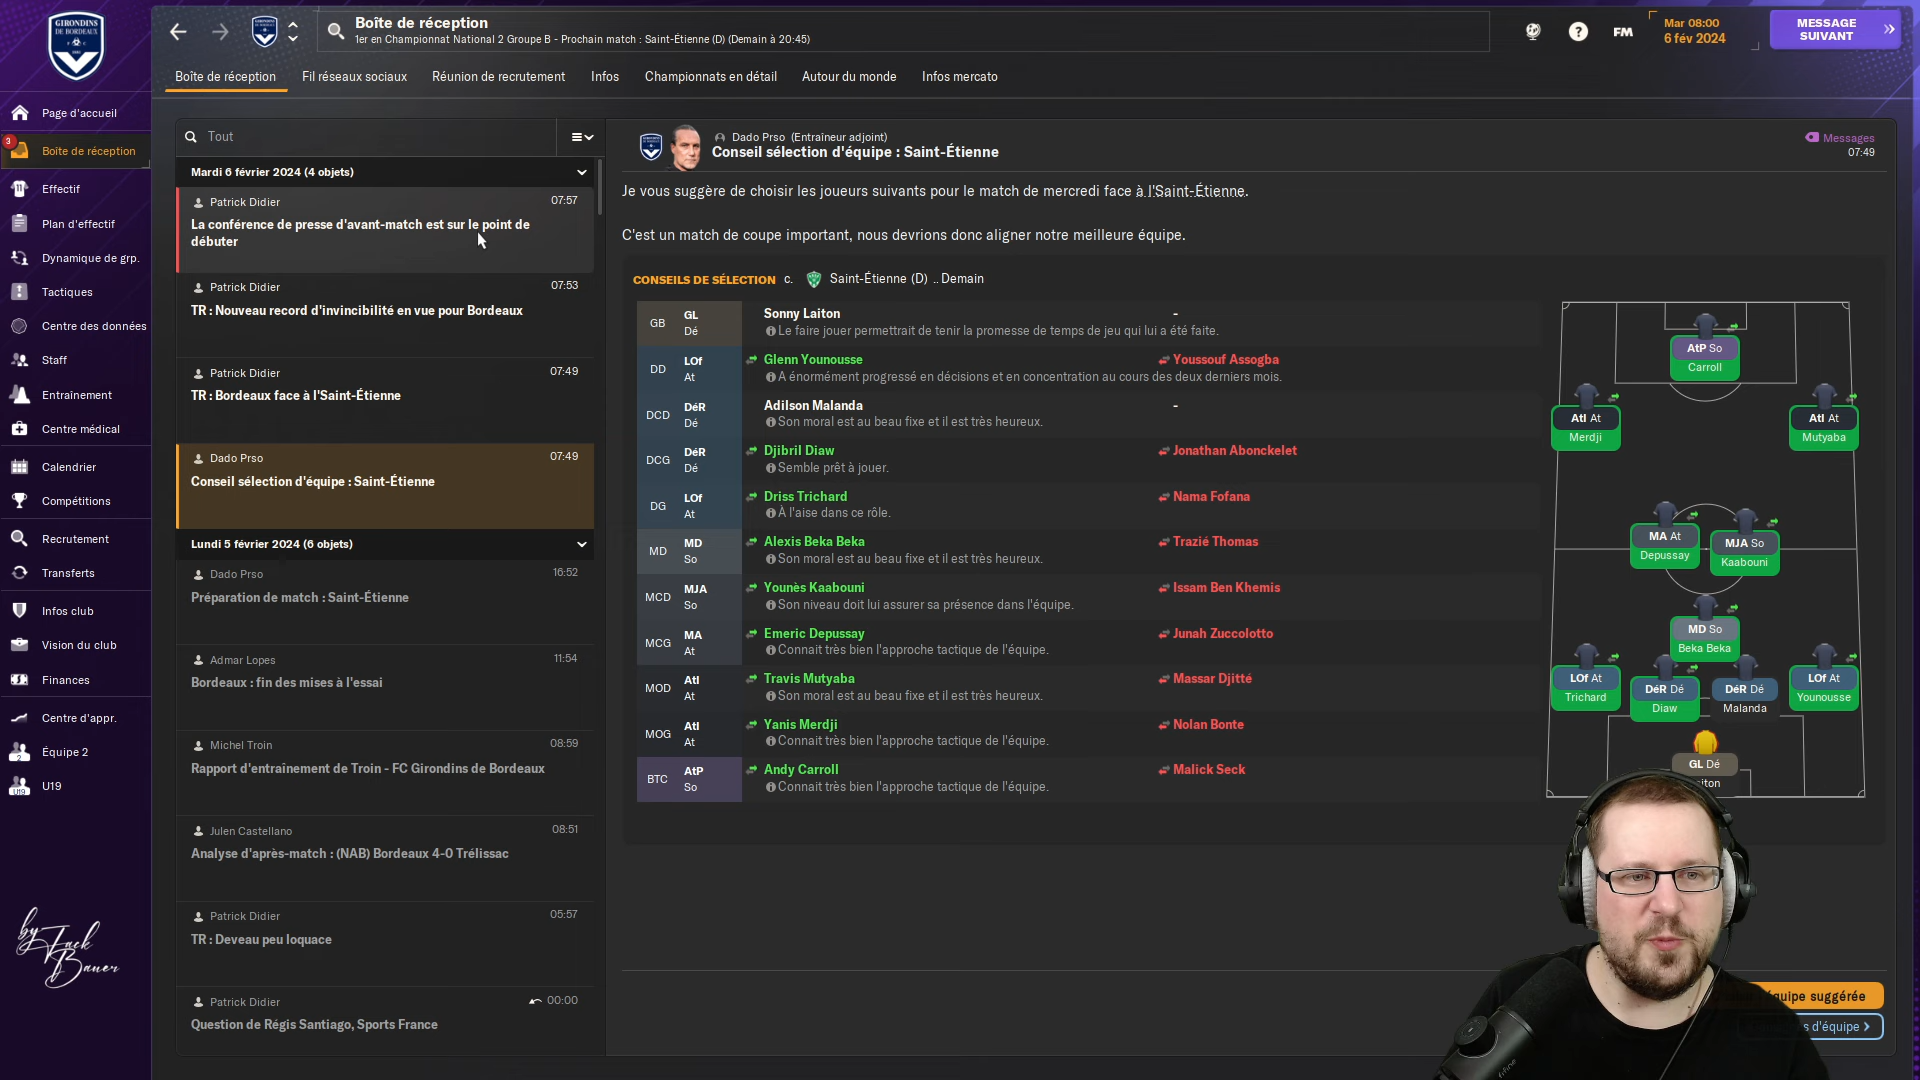 GIRONDINS
DE BORDEAUX
Boîte de réception
1er en Championnat National 2 Groupe B - Prochain match : Saint-Étienne (D) (Demain à 20:45)
FM
Mar 08:00
6 fév 2024
MESSAGE
SUIVANT
Boîte de réception
Fil réseaux sociaux
Réunion de recrutement
Infos
Championnats en détail
Autour du monde
Infos mercato
Page d'accueil
3
Boîte de réception
Effectif
Plan d'effectif
Dynamique de grp.
Tactiques
Centre des données
Staff
Entraînement
Centre médical
Calendrier
Compétitions
Recrutement
Transferts
Infos club
Vision du club
Finances
Centre d'appr.
2
Équipe 2
U19
U19
by Jack
Bauer
Tout
Mardi 6 février 2024 (4 objets)
Patrick Didier
07:57
La conférence de presse d'avant-match est sur le point de
débuter
Patrick Didier
07:53
TR : Nouveau record d'invincibilité en vue pour Bordeaux
Patrick Didier
07:49
TR : Bordeaux face à l'Saint-Étienne
Dado Prso
07:49
Conseil sélection d'équipe : Saint-Étienne
Lundi 5 février 2024 (6 objets)
Dado Prso
16:52
Préparation de match : Saint-Étienne
Admar Lopes
11:54
Bordeaux : fin des mises à l'essai
Michel Troin
08:59
Rapport d'entraînement de Troin - FC Girondins de Bordeaux
Julen Castellano
08:51
Analyse d'après-match : (NAB) Bordeaux 4-0 Trélissac
Patrick Didier
05:57
TR : Deveau peu loquace
Patrick Didier
00:00
Question de Régis Santiago, Sports France
Dado Prso (Entraîneur adjoint)
Conseil sélection d'équipe : Saint-Étienne
Messages
07:49
Je vous suggère de choisir les joueurs suivants pour le match de mercredi face à l'Saint-Étienne.
C'est un match de coupe important, nous devrions donc aligner notre meilleure équipe.
CONSEILS DE SÉLECTION c. Saint-Étienne (D) .. Demain
GB GL Dé Sonny Laiton -
Le faire jouer permettrait de tenir la promesse de temps de jeu qui lui a été faite.
DD LOf At Glenn Younousse Youssouf Assogba
A énormément progressé en décisions et en concentration au cours des deux derniers mois.
DCD DéR Dé Adilson Malanda -
Son moral est au beau fixe et il est très heureux.
DCG DéR Dé Djibril Diaw Jonathan Abonckelet
Semble prêt à jouer.
DG LOf At Driss Trichard Nama Fofana
À l'aise dans ce rôle.
MD MD So Alexis Beka Beka Trazié Thomas
Son moral est au beau fixe et il est très heureux.
MCD MJA So Younès Kaabouni Issam Ben Khemis
Son niveau doit lui assurer sa présence dans l'équipe.
MCG MA At Emeric Depussay Junah Zuccolotto
Connait très bien l'approche tactique de l'équipe.
MOD AtI At Travis Mutyaba Massar Djitté
Son moral est au beau fixe et il est très heureux.
MOG AtI At Yanis Merdji Nolan Bonte
Connait très bien l'approche tactique de l'équipe.
BTC AtP So Andy Carroll Malick Seck
Connait très bien l'approche tactique de l'équipe.
AtP So
Carroll
AtI At
Merdji
AtI At
Mutyaba
MA At
Depussay
MJA So
Kaabouni
MD So
Beka Beka
LOf At
Trichard
DéR Dé
Diaw
DéR Dé
Malanda
LOf At
Younousse
GL Dé
iton
quipe suggérée
s d'équipe